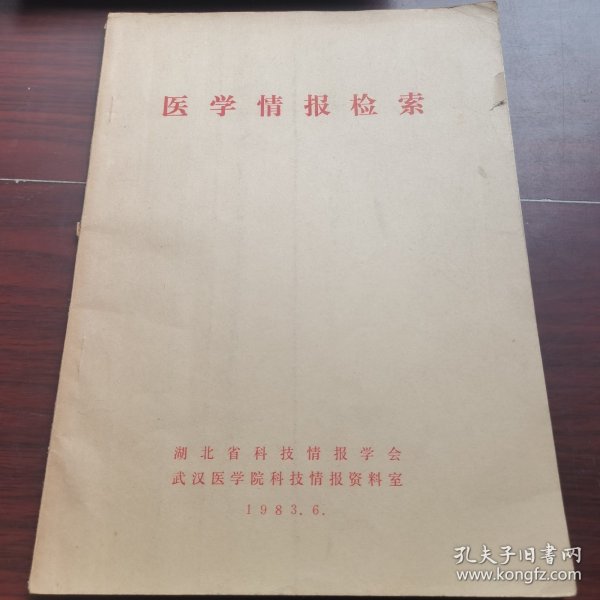 医学情报检索
湖北省科技情报学会
武汉医学院科技情报资料室
1983.6.
孔夫子旧书网
www.kongfz.com